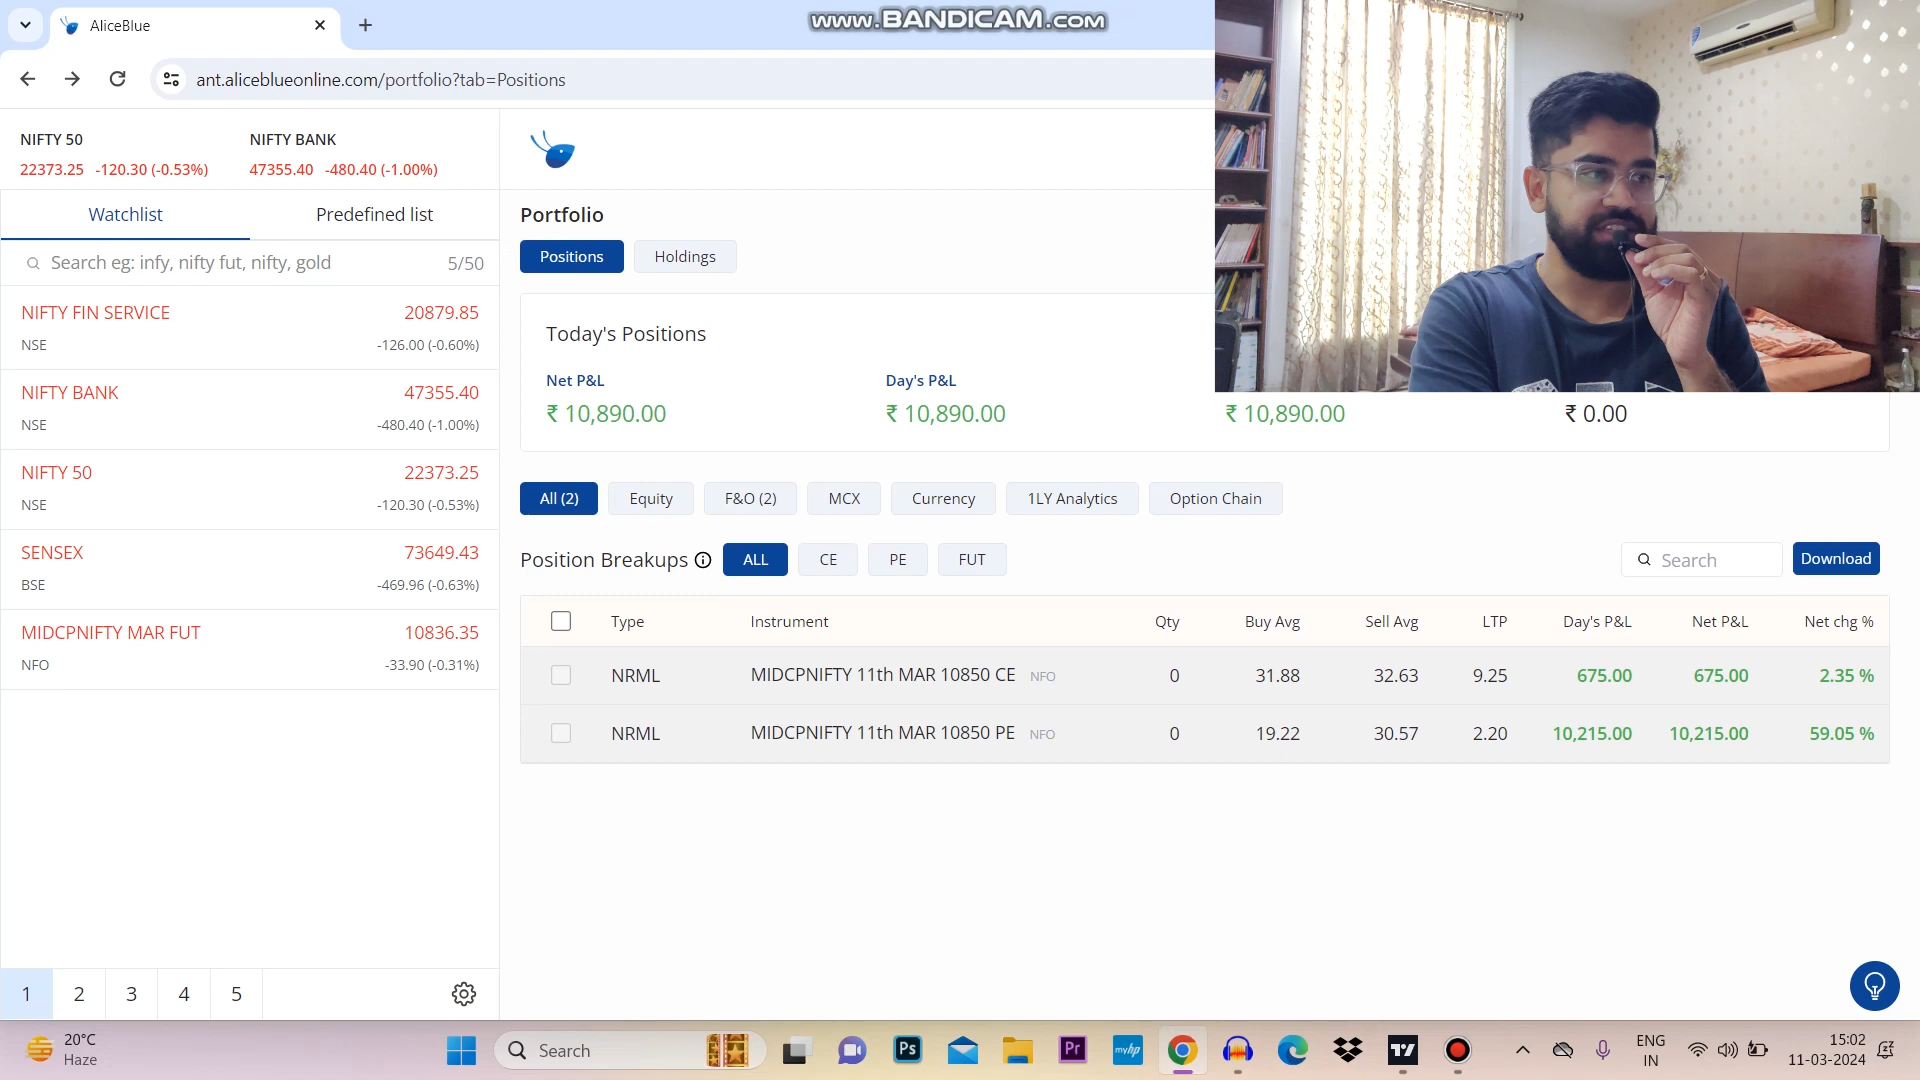 AliceBlue
www.BANDICAM.com
ant.aliceblueonline.com/portfolio?tab=Positions
NIFTY 50
22373.25 -120.30 (-0.53%)
NIFTY BANK
47355.40 -480.40 (-1.00%)
Watchlist
Predefined list
Search eg: infy, nifty fut, nifty, gold
5/50
NIFTY FIN SERVICE 20879.85
NSE -126.00 (-0.60%)
NIFTY BANK 47355.40
NSE -480.40 (-1.00%)
NIFTY 50 22373.25
NSE -120.30 (-0.53%)
SENSEX 73649.43
BSE -469.96 (-0.63%)
MIDCPNIFTY MAR FUT 10836.35
NFO -33.90 (-0.31%)
1 2 3 4 5
Portfolio
Positions Holdings
Today's Positions
Net P&L Day's P&L
₹ 10,890.00 ₹ 10,890.00 ₹ 10,890.00 ₹ 0.00
All (2) Equity F&O (2) MCX Currency 1LY Analytics Option Chain
Position Breakups ALL CE PE FUT
Search
Download
Type Instrument Qty Buy Avg Sell Avg LTP Day's P&L Net P&L Net chg %
NRML MIDCPNIFTY 11th MAR 10850 CE NFO 0 31.88 32.63 9.25 675.00 675.00 2.35 %
NRML MIDCPNIFTY 11th MAR 10850 PE NFO 0 19.22 30.57 2.20 10,215.00 10,215.00 59.05 %
20°C
Haze
Search
Ps
Pr
myhp
ENG
IN
15:02
11-03-2024